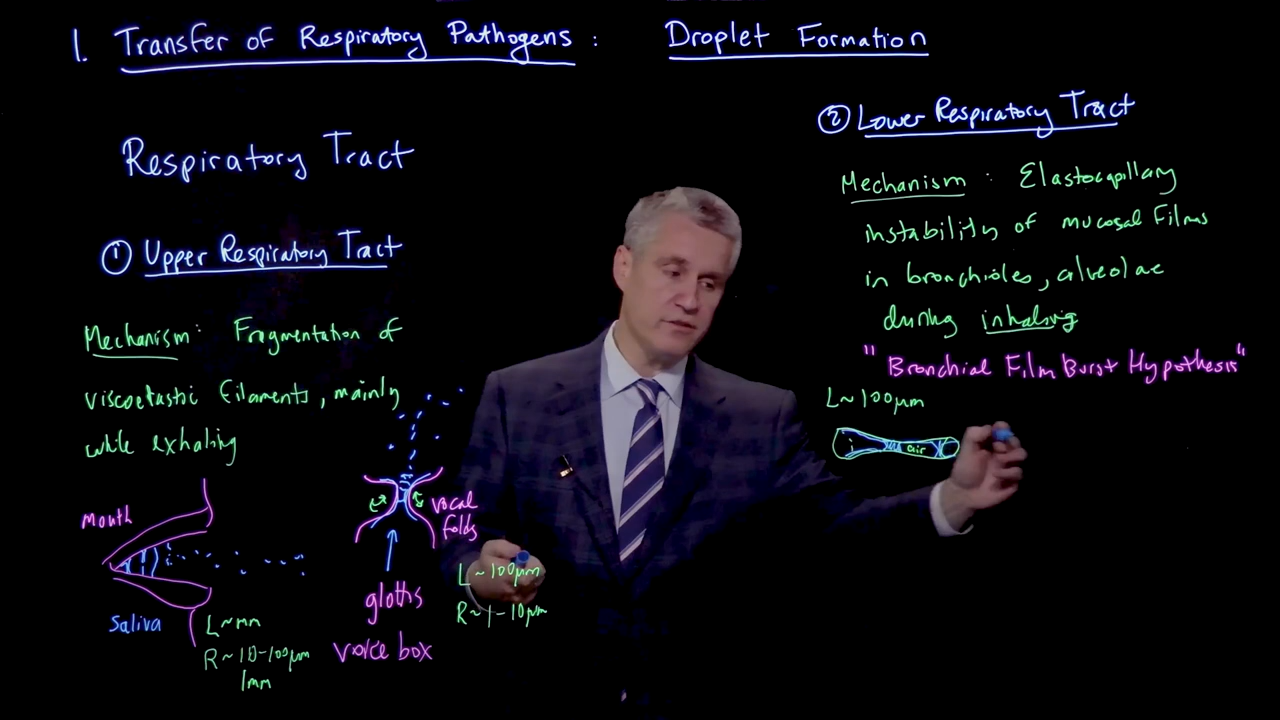 1. Transfer of Respiratory Pathogens : Droplet Formation
Respiratory Tract
① Upper Respiratory Tract
Mechanism: Fragmentation of
viscoelastic filaments, mainly
while exhaling
Mouth
Saliva
L~mm
R~10-100μm
1mm
vocal
folds
glottis
voice box
L~100μm
R~1-10μm
② Lower Respiratory Tract
Mechanism : Elastocapillary
instability of mucosal films
in bronchioles, alveolae
during inhaling
"Bronchial Film Burst Hypothesis"
L~100μm
air